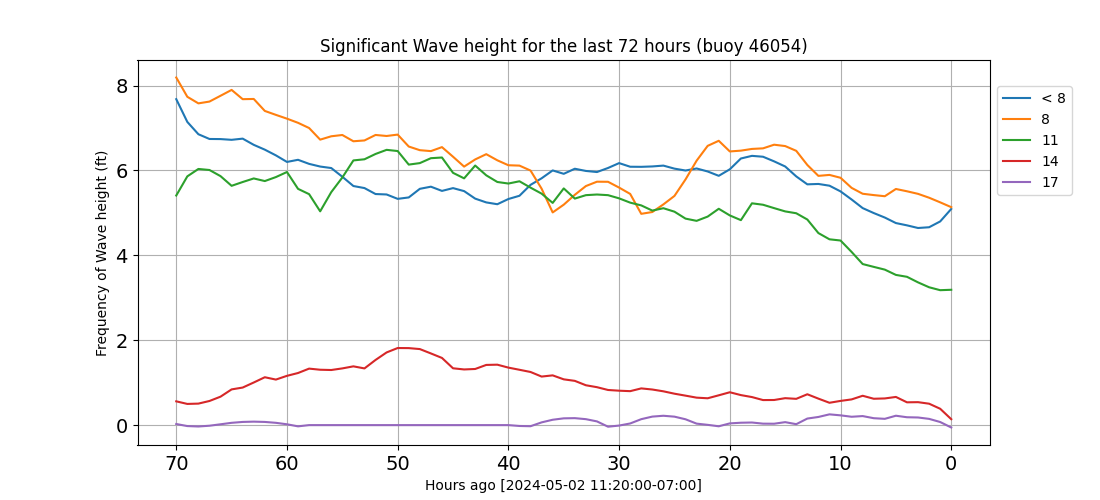 Significant Wave height for the last 72 hours (buoy 46054)
Frequency of Wave height (ft)
8
6
4
2
0
70 60 50 40 30 20 10 0
Hours ago [2024-05-02 11:20:00-07:00]
< 8
8
11
14
17